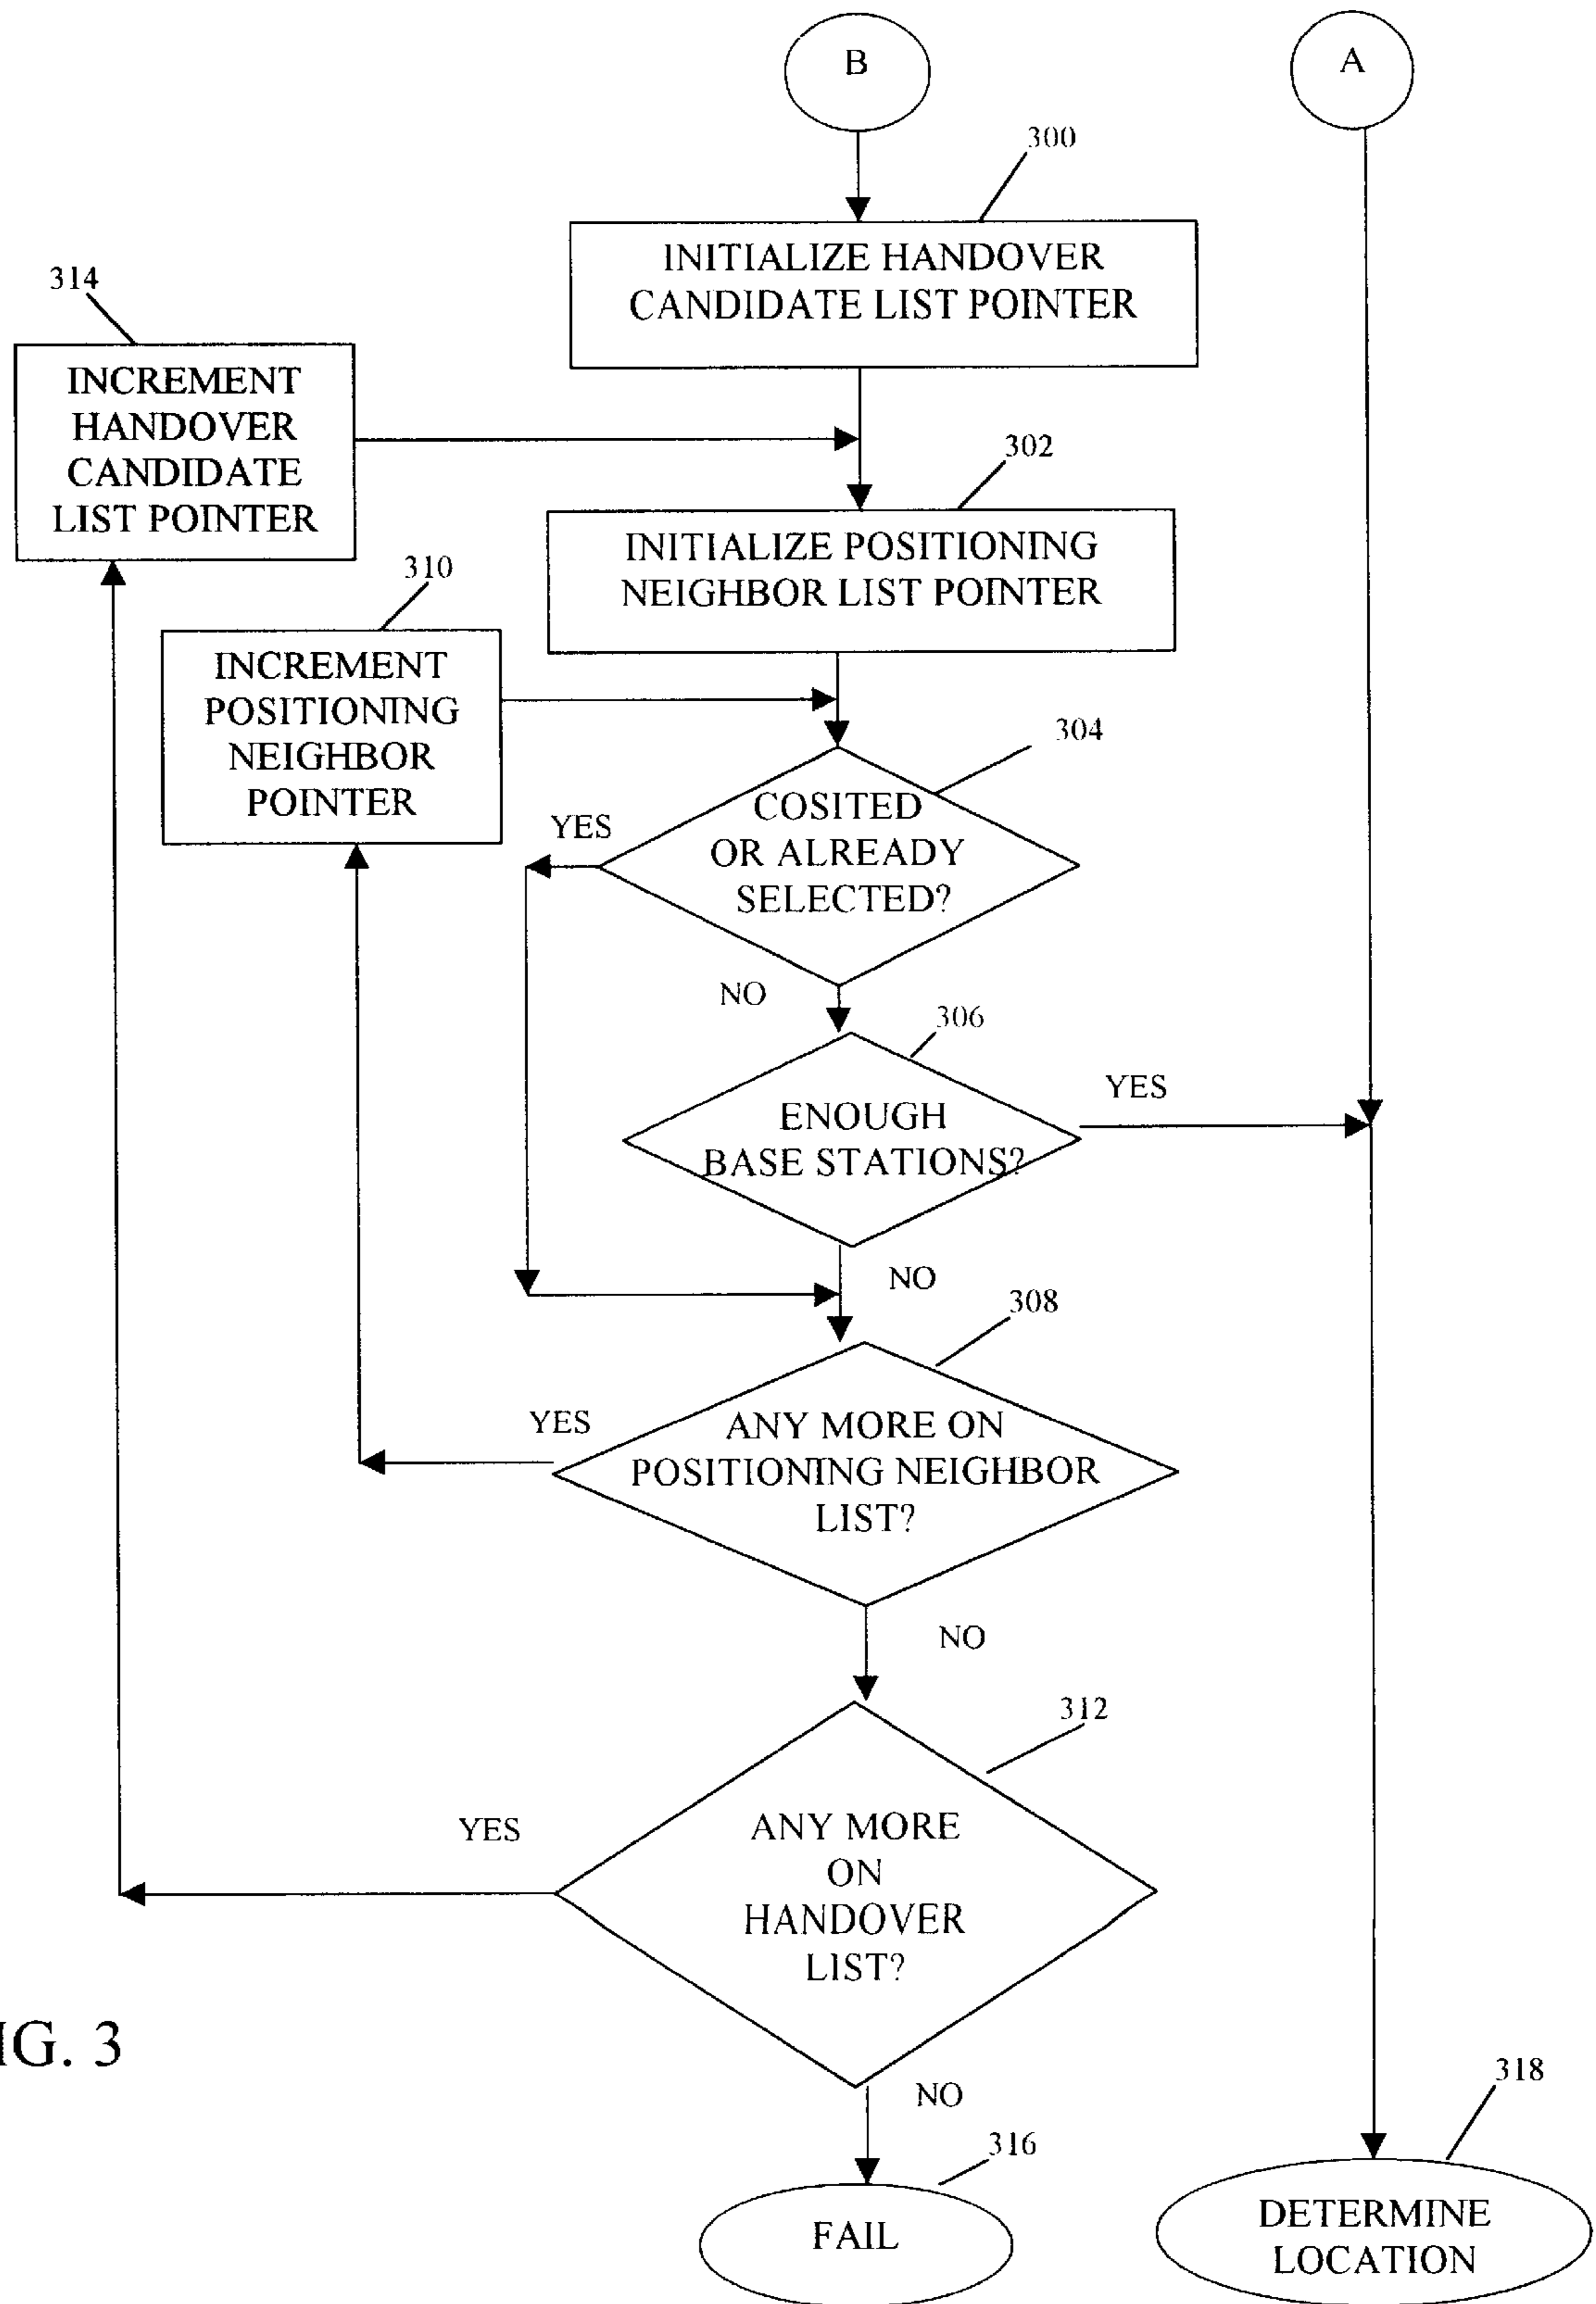 B
A
300
INITIALIZE HANDOVER
CANDIDATE LIST POINTER
314
INCREMENT
HANDOVER
CANDIDATE
LIST POINTER
302
INITIALIZE POSITIONING
NEIGHBOR LIST POINTER
310
INCREMENT
POSITIONING
NEIGHBOR
POINTER
304
COSITED
OR ALREADY
SELECTED?
YES
NO
306
ENOUGH
BASE STATIONS?
YES
NO
308
ANY MORE ON
POSITIONING NEIGHBOR
LIST?
YES
NO
312
ANY MORE
ON
HANDOVER
LIST?
YES
NO
IG. 3
316
FAIL
318
DETERMINE
LOCATION